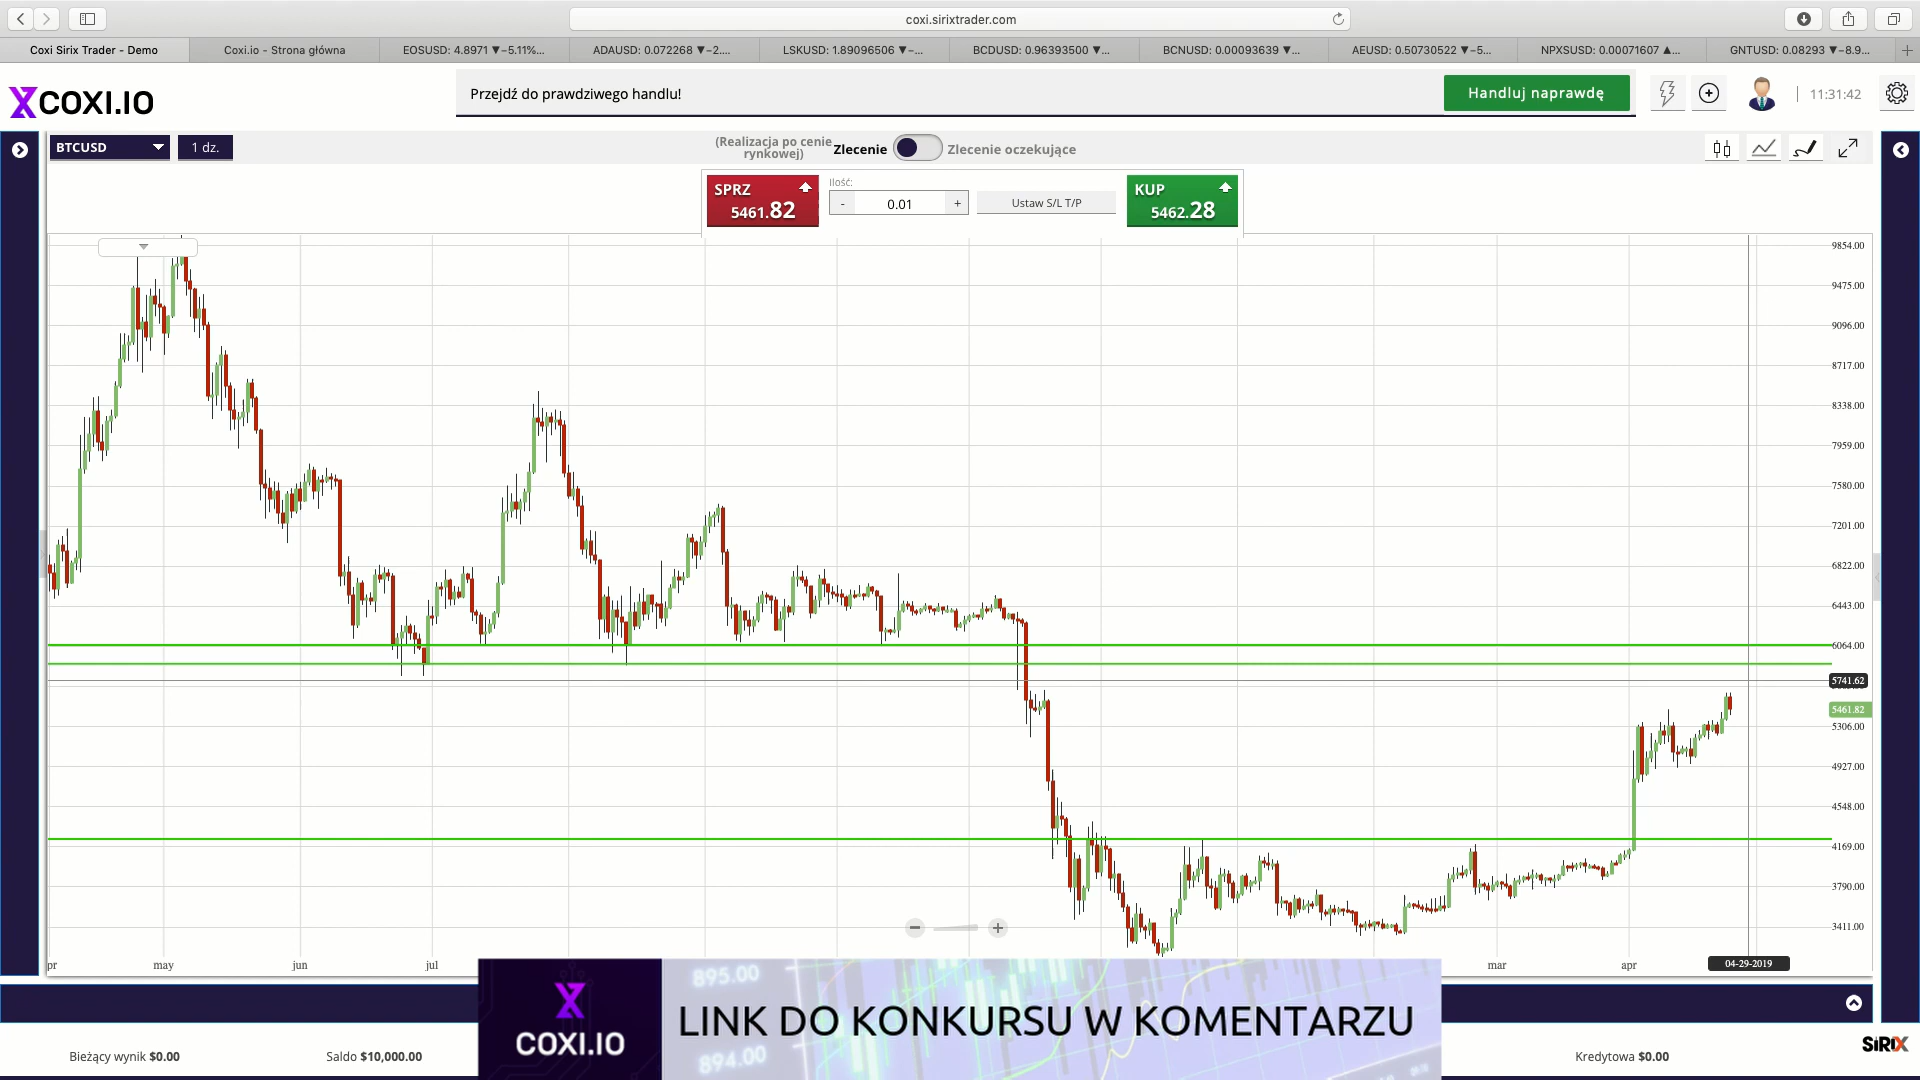 coxi.sirixtrader.com
Coxi Sirix Trader - Demo
Coxi.io - Strona główna
EOSUSD: 4.8971 ▼−5.11%...
ADAUSD: 0.072268 ▼−2....
LSKUSD: 1.89096506 ▼−...
BCDUSD: 0.96393500 ▼...
BCNUSD: 0.00093639 ▼...
AEUSD: 0.50730522 ▼−5...
NPXSUSD: 0.00071607 ▲...
GNTUSD: 0.08293 ▼−8.9...
XCOXI.IO
Przejdź do prawdziwego handlu!
Handluj naprawdę
11:31:42
BTCUSD
1 dz.
(Realizacja po cenie
rynkowej)
Zlecenie
Zlecenie oczekujące
SPRZ
5461.82
Ilość:
- 0.01 +
Ustaw S/L T/P
KUP
5462.28
9854.00
9475.00
9096.00
8717.00
8338.00
7959.00
7580.00
7201.00
6822.00
6443.00
6064.00
5741.62
5461.82
5306.00
4927.00
4548.00
4169.00
3790.00
3411.00
pr
may
jun
jul
mar
apr
04-29-2019
895.00
894.00
COXI.IO
LINK DO KONKURSU W KOMENTARZU
Bieżący wynik $0.00
Saldo $10,000.00
Kredytowa $0.00
SIRIX